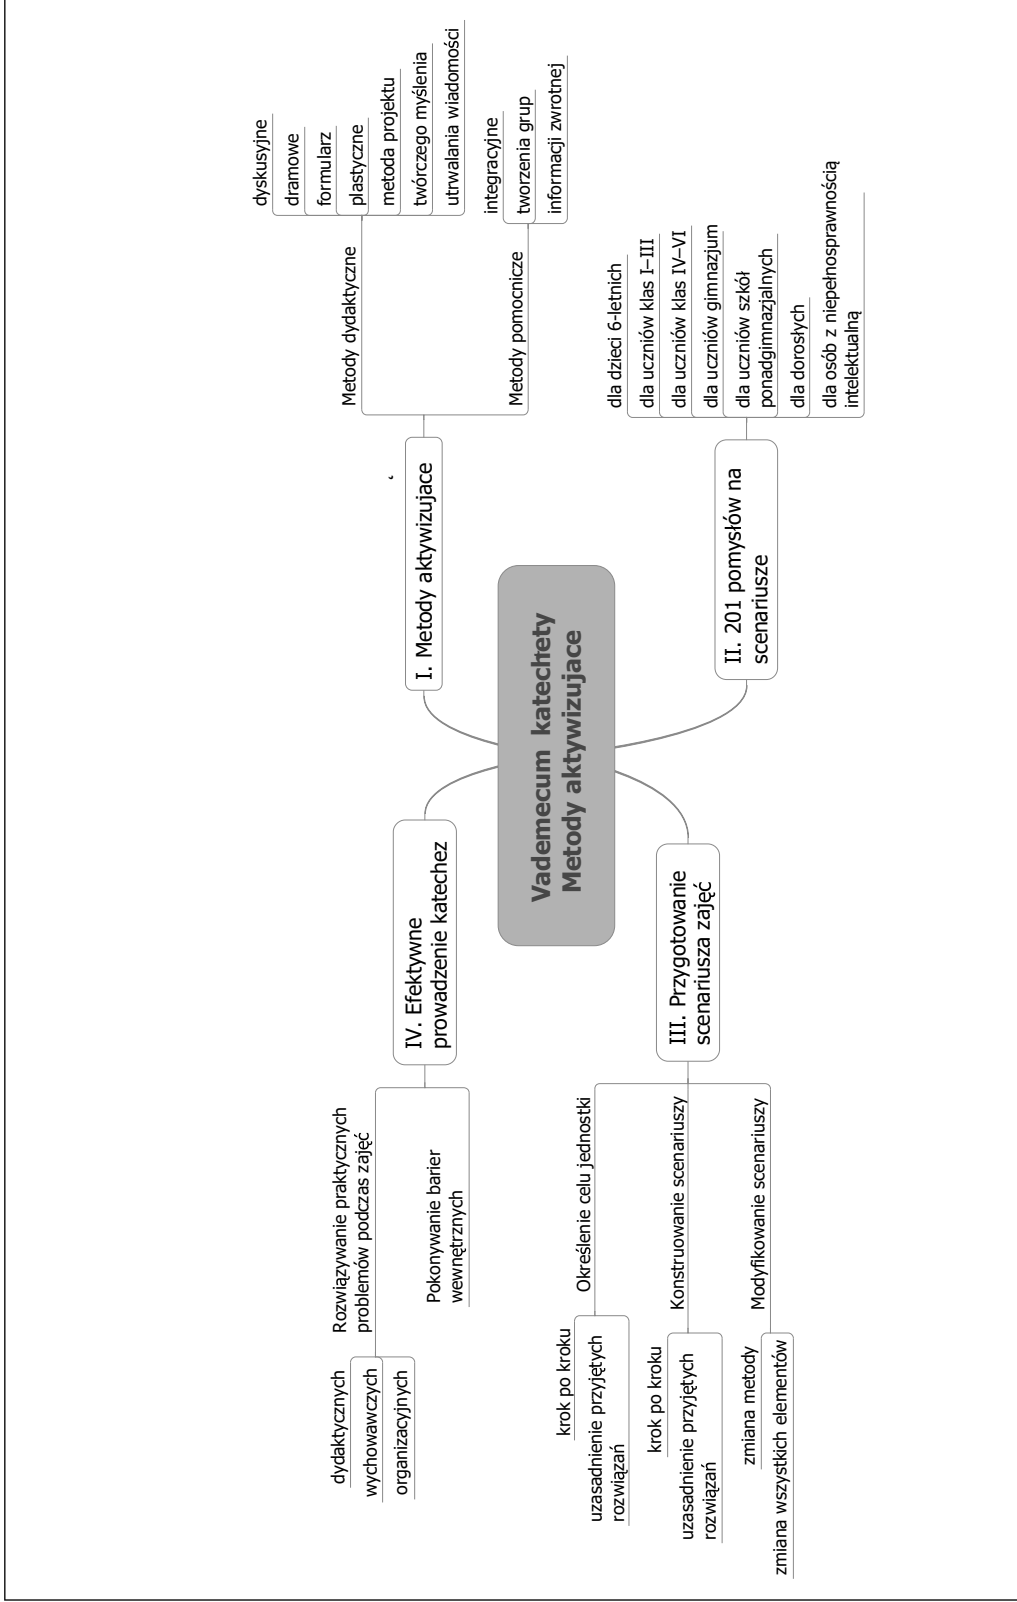 Vademecum katechety
Metody aktywizujace
I. Metody aktywizujace
Metody dydaktyczne
dyskusyjne
dramowe
formularz
plastyczne
metoda projektu
twórczego myślenia
utrwalania wiadomości
Metody pomocnicze
integracyjne
tworzenia grup
informacji zwrotnej
II. 201 pomysłów na
scenariusze
dla dzieci 6-letnich
dla uczniów klas I–III
dla uczniów klas IV–VI
dla uczniów gimnazjum
dla uczniów szkół
ponadgimnazjalnych
dla dorosłych
dla osób z niepełnosprawnością
intelektualną
III. Przygotowanie
scenariusza zajęć
Określenie celu jednostki
krok po kroku
uzasadnienie przyjętych
rozwiązań
Konstruowanie scenariuszy
krok po kroku
uzasadnienie przyjętych
rozwiązań
Modyfikowanie scenariuszy
zmiana metody
zmiana wszystkich elementów
IV. Efektywne
prowadzenie katechez
Rozwiązywanie praktycznych
problemów podczas zajęć
dydaktycznych
wychowawczych
organizacyjnych
Pokonywanie barier
wewnętrznych